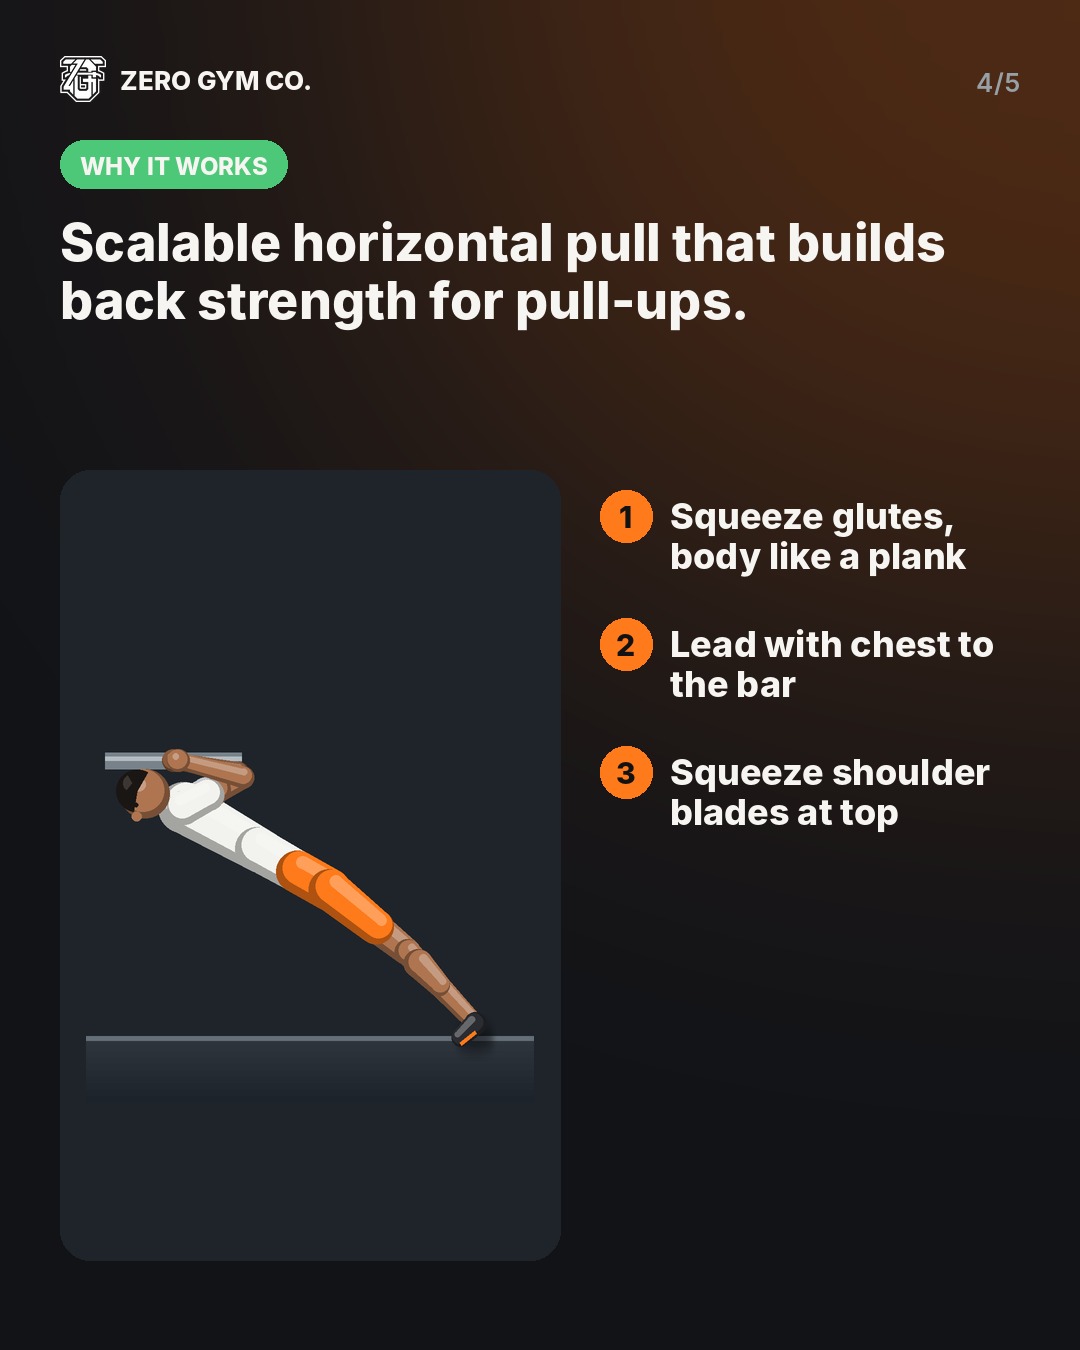 ZERO GYM CO.
4/5
WHY IT WORKS
Scalable horizontal pull that builds
back strength for pull-ups.
1 Squeeze glutes,
body like a plank
2 Lead with chest to
the bar
3 Squeeze shoulder
blades at top